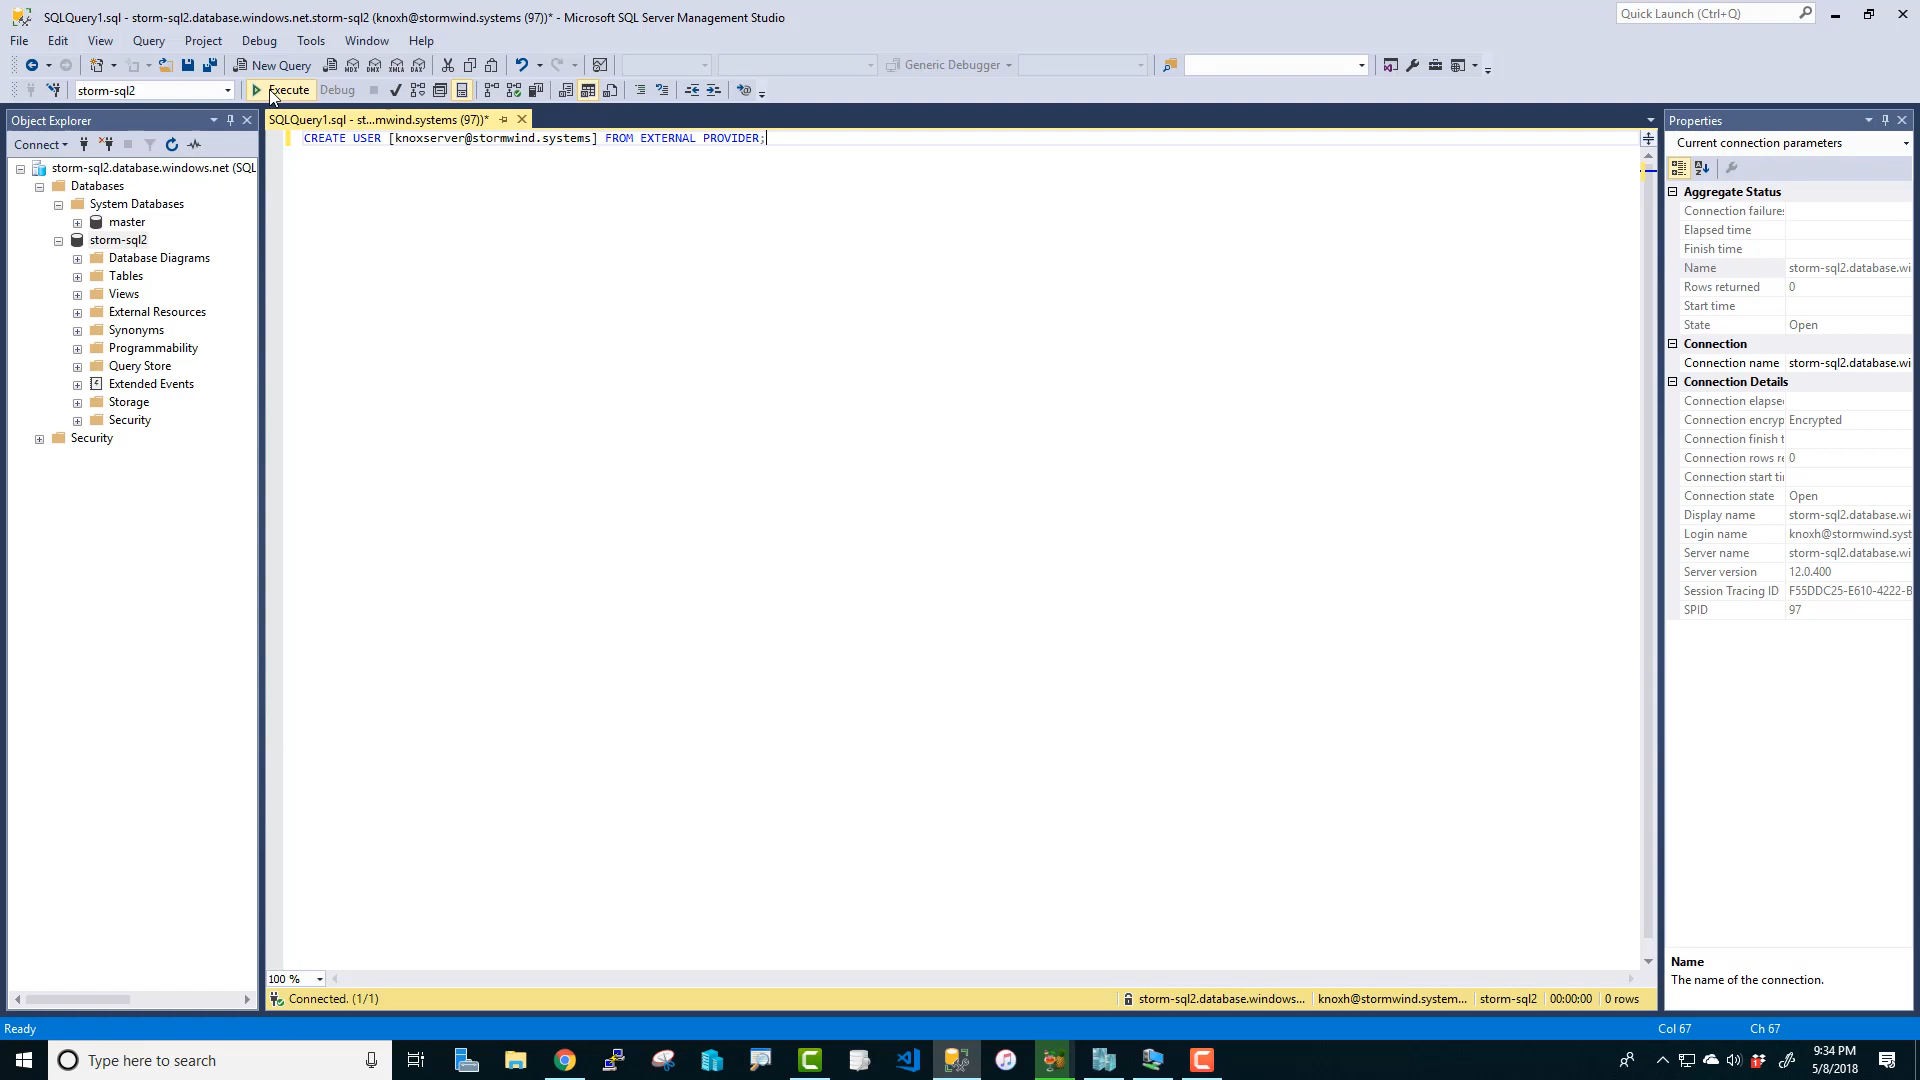 SQLQuery1.sql - storm-sql2.database.windows.net.storm-sql2 (knoxh@stormwind.systems (97))* - Microsoft SQL Server Management Studio
Quick Launch (Ctrl+Q)
File Edit View Query Project Debug Tools Window Help
New Query
Generic Debugger
storm-sql2
Execute Debug
Object Explorer
Connect
storm-sql2.database.windows.net (SQL
Databases
System Databases
master
storm-sql2
Database Diagrams
Tables
Views
External Resources
Synonyms
Programmability
Query Store
Extended Events
Storage
Security
Security
SQLQuery1.sql - st...mwind.systems (97))*
CREATE USER [knoxserver@stormwind.systems] FROM EXTERNAL PROVIDER;
100 %
Connected. (1/1)
storm-sql2.database.windows... knoxh@stormwind.system... storm-sql2 00:00:00 0 rows
Properties
Current connection parameters
Aggregate Status
Connection failures
Elapsed time
Finish time
Name storm-sql2.database.wi
Rows returned 0
Start time
State Open
Connection
Connection name storm-sql2.database.wi
Connection Details
Connection elapse
Connection encryp Encrypted
Connection finish t
Connection rows re 0
Connection start ti
Connection state Open
Display name storm-sql2.database.wi
Login name knoxh@stormwind.syst
Server name storm-sql2.database.wi
Server version 12.0.400
Session Tracing ID F55DDC25-E610-4222-B
SPID 97
Name
The name of the connection.
Ready
Col 67 Ch 67
Type here to search
9:34 PM
5/8/2018